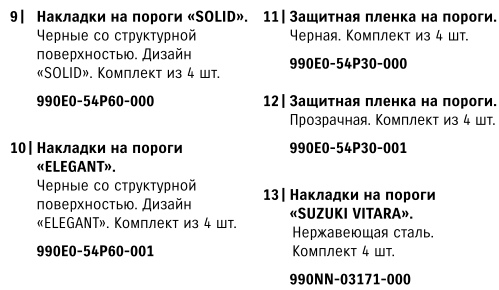 9| Накладки на пороги «SOLID».
Черные со структурной
поверхностью. Дизайн
«SOLID». Комплект из 4 шт.
990E0-54P60-000
10| Накладки на пороги
«ELEGANT».
Черные со структурной
поверхностью. Дизайн
«ELEGANT». Комплект из 4 шт.
990E0-54P60-001
11| Защитная пленка на пороги.
Черная. Комплект из 4 шт.
990E0-54P30-000
12| Защитная пленка на пороги.
Прозрачная. Комплект из 4 шт.
990E0-54P30-001
13| Накладки на пороги
«SUZUKI VITARA».
Нержавеющая сталь.
Комплект 4 шт.
990NN-03171-000